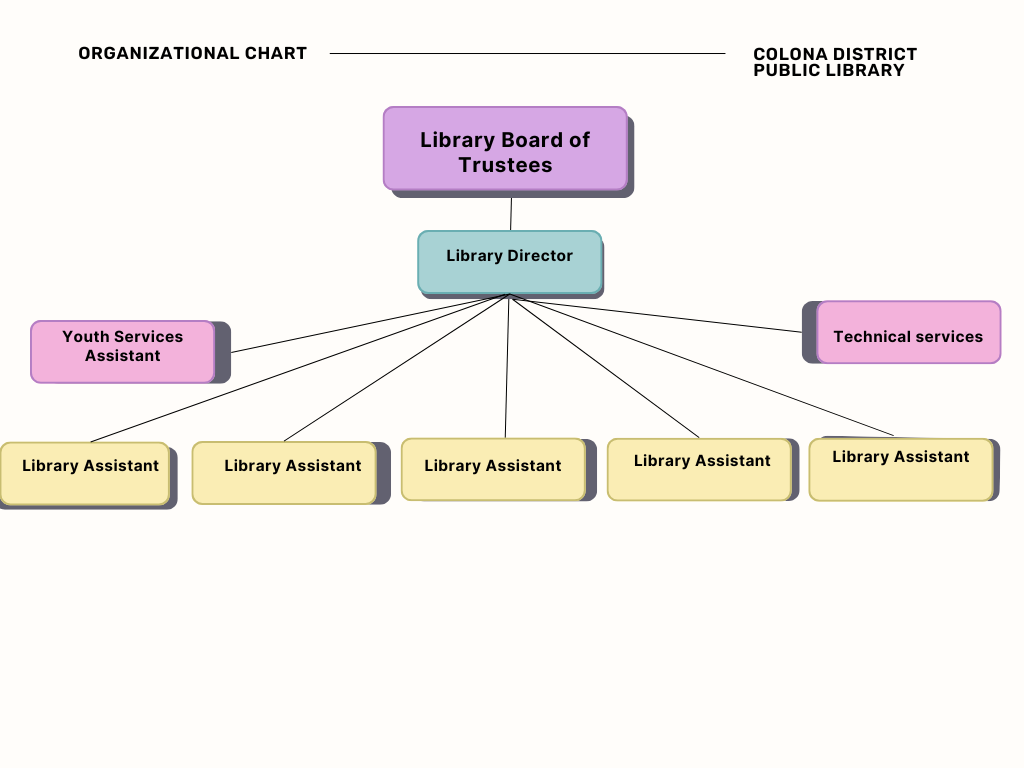 ORGANIZATIONAL CHART
COLONA DISTRICT
PUBLIC LIBRARY
Library Board of
Trustees
Library Director
Youth Services
Assistant
Technical services
Library Assistant
Library Assistant
Library Assistant
Library Assistant
Library Assistant